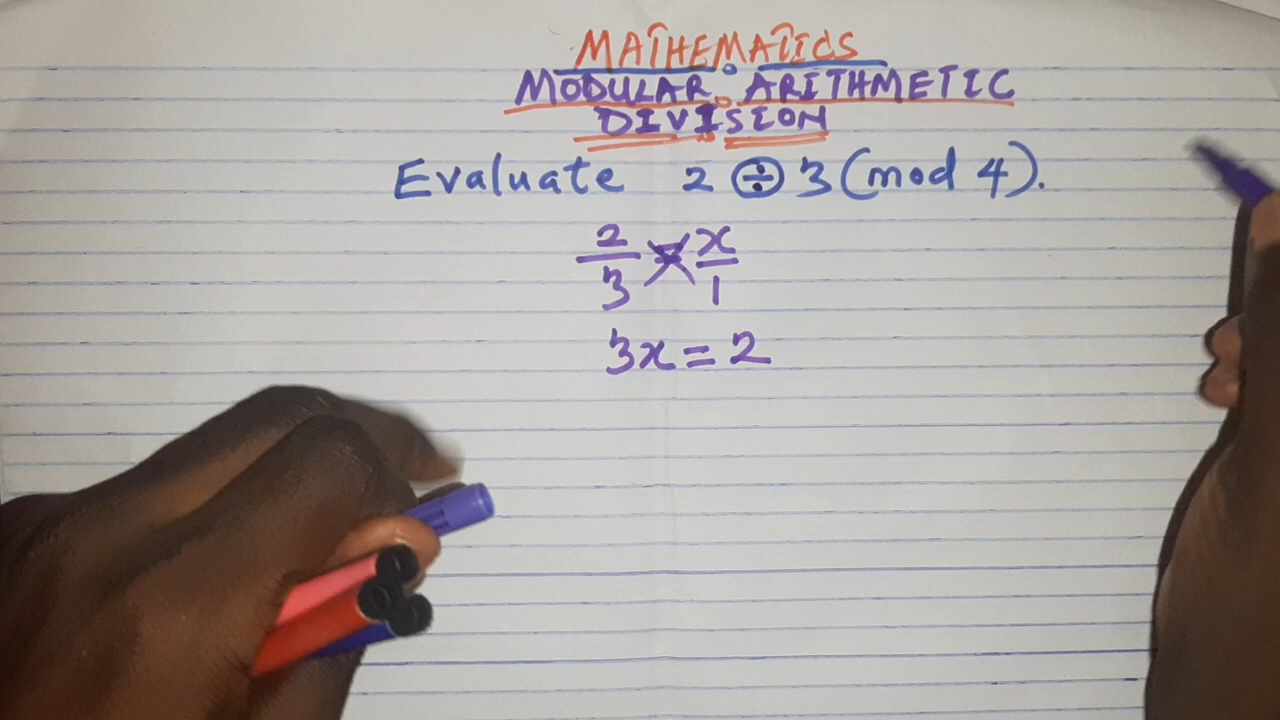 MATHEMATICS
MODULAR ARITHMETIC
DIVISION
Evaluate 2 ⨸ 3 (mod 4).
2/3 = x/1
3x = 2